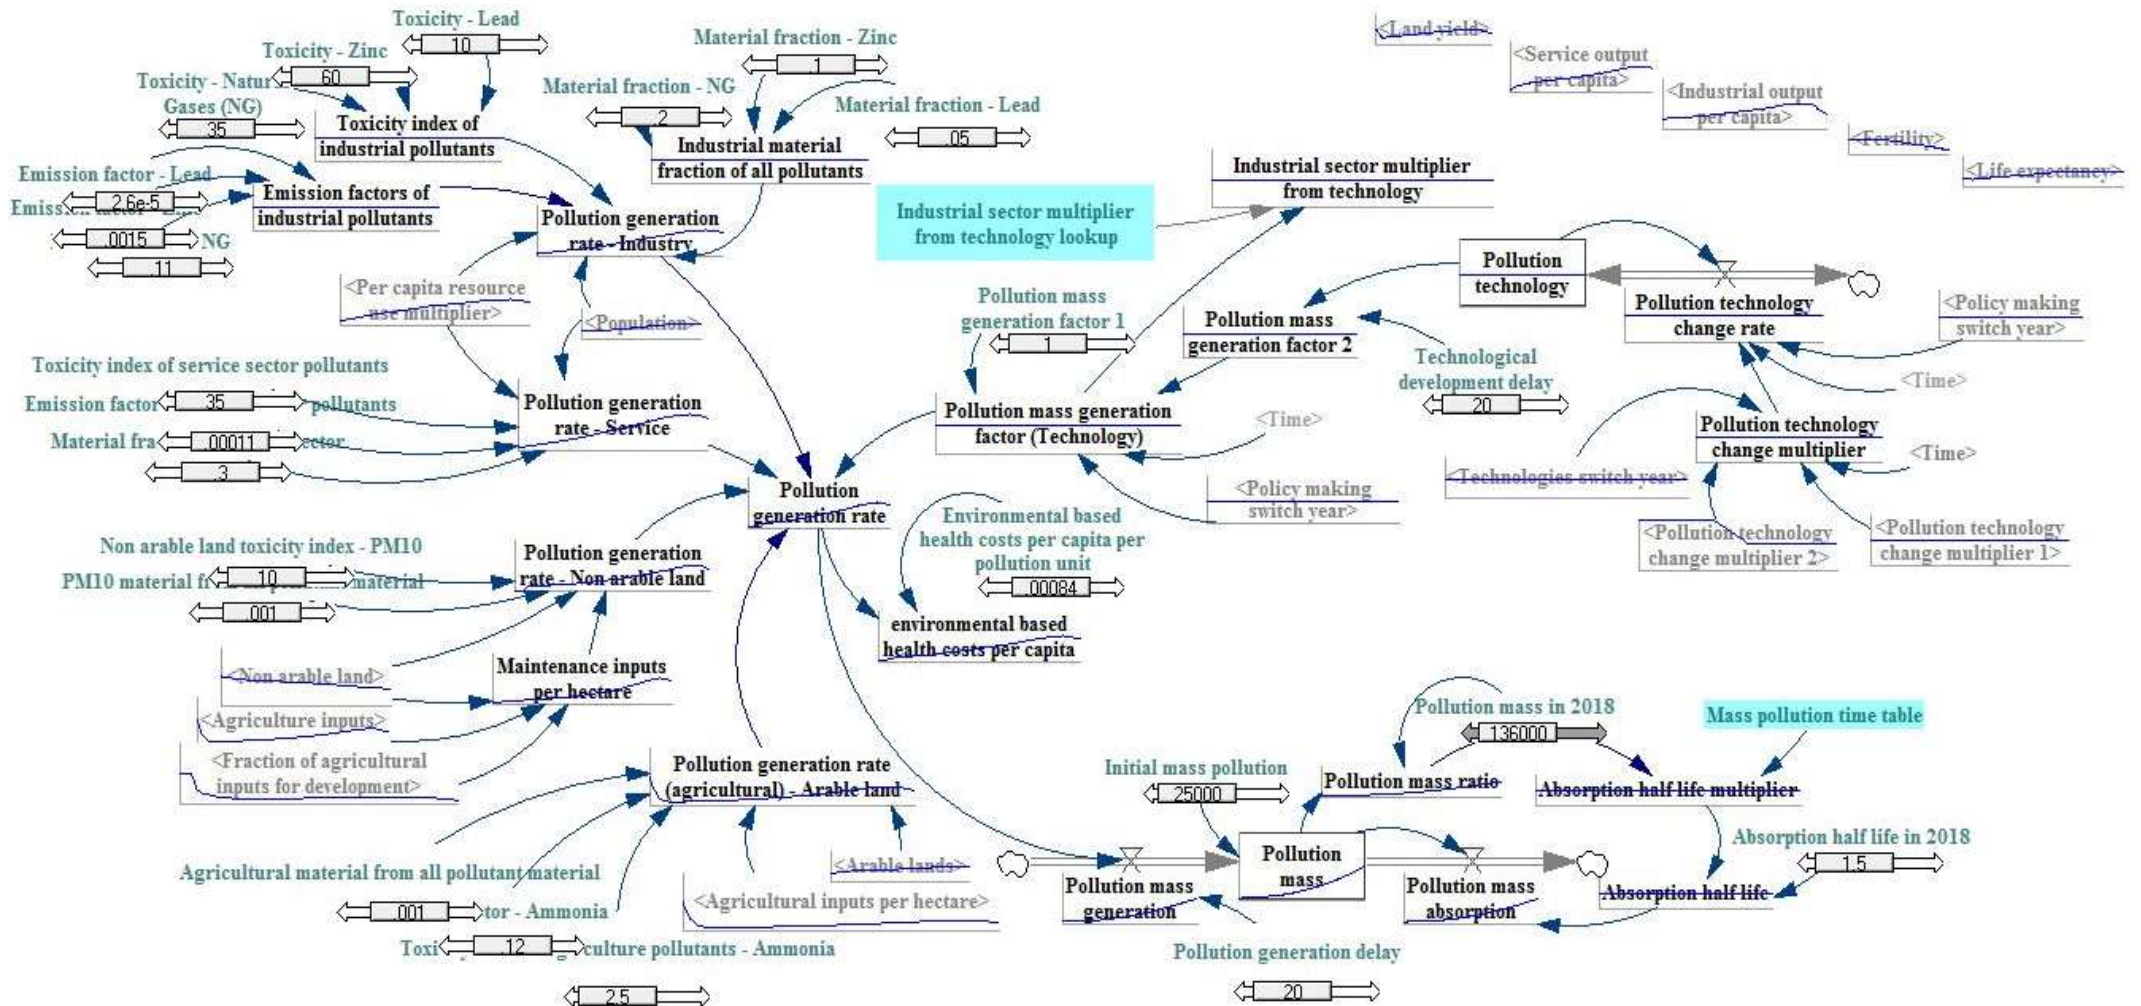 Toxicity - Lead
10
Toxicity - Zinc
60
Toxicity - Natur
Gases (NG)
35
Toxicity index of
industrial pollutants
Material fraction - Zinc
.1
Material fraction - NG
.2
Material fraction - Lead
.05
Industrial material
fraction of all pollutants
Emission factor - Lead
2.6e-5
.0015
NG
.11
Emission factors of
industrial pollutants
Pollution generation
rate - Industry
<Per capita resource
use multiplier>
<Population>
Toxicity index of service sector pollutants
35
Emission factor
pollutants
.00011
Material fra
ctor
.3
Pollution generation
rate - Service
Pollution
generation rate
Non arable land toxicity index - PM10
10
PM10 material f
material
.001
Pollution generation
rate - Non arable land
<Non arable land>
<Agriculture inputs>
<Fraction of agricultural
inputs for development>
Maintenance inputs
per hectare
Pollution generation rate
(agricultural) - Arable land
Agricultural material from all pollutant material
.001
tor - Ammonia
.12
Toxi
culture pollutants - Ammonia
2.5
<Arable lands>
<Agricultural inputs per hectare>
<Land yield>
<Service output
per capita>
<Industrial output
per capita>
<Fertility>
<Life expectancy>
Industrial sector multiplier
from technology
Industrial sector multiplier
from technology lookup
Pollution mass
generation factor 1
1
Pollution mass
generation factor 2
Pollution
technology
Pollution technology
change rate
<Policy making
switch year>
<Time>
Technological
development delay
20
Pollution mass generation
factor (Technology)
<Time>
<Policy making
switch year>
Pollution technology
change multiplier
<Technologies switch year>
<Time>
<Pollution technology
change multiplier 2>
<Pollution technology
change multiplier 1>
Environmental based
health costs per capita per
pollution unit
.00084
environmental based
health costs per capita
Pollution mass in 2018
136000
Mass pollution time table
Initial mass pollution
25000
Pollution mass ratio
Absorption half life multiplier
Absorption half life in 2018
1.5
Pollution mass
generation
Pollution
mass
Pollution mass
absorption
Absorption half life
Pollution generation delay
20